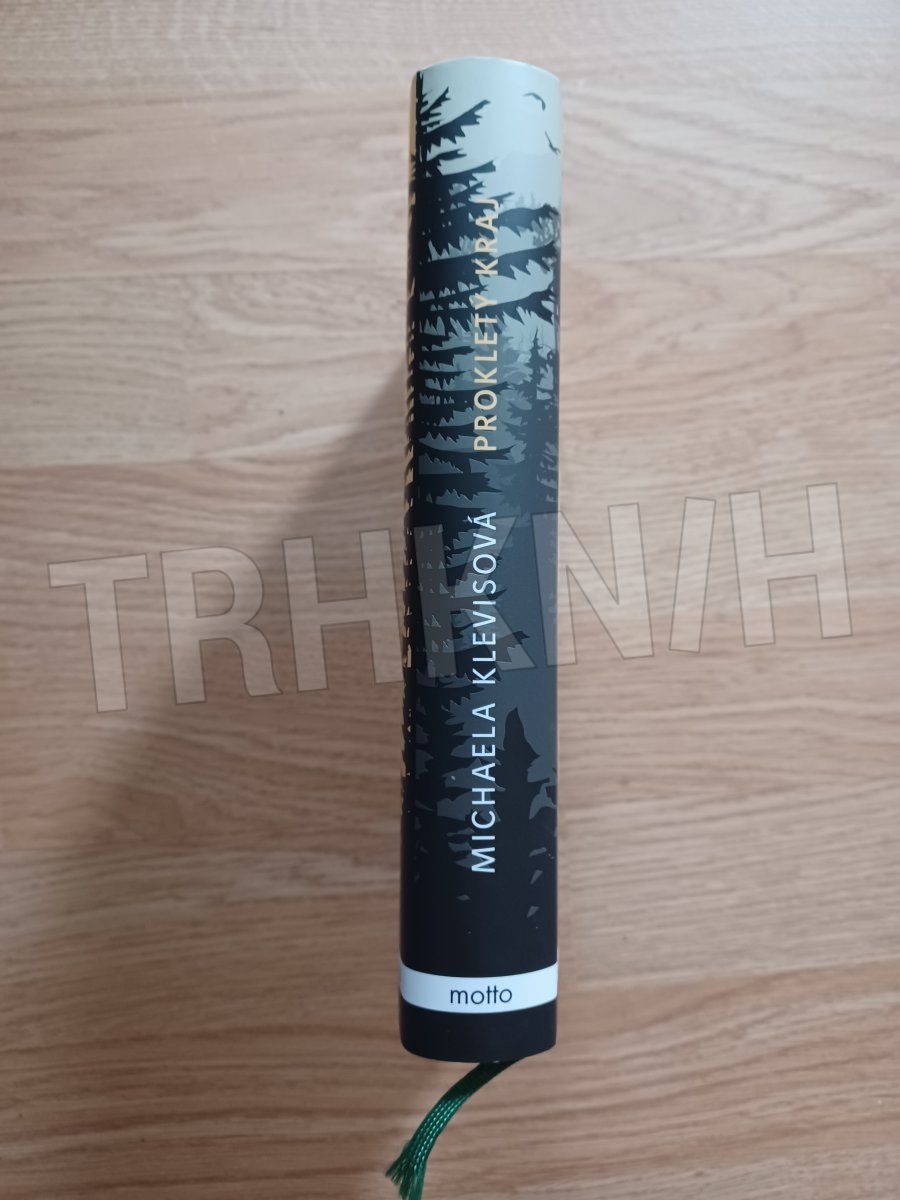 MICHAELA KLEVISOVÁ PROKLETÝ KRAJ
motto
TRHKNIH